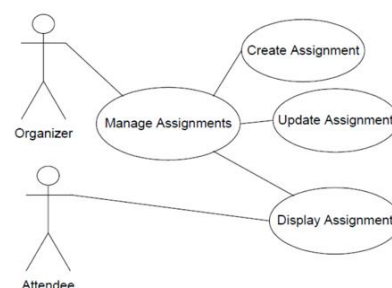 Create Assignment
Organizer
Manage Assignments
Update Assignment
Display Assignment
Attendee